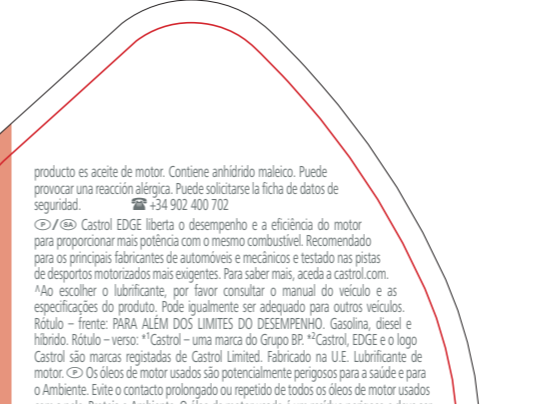 producto es aceite de motor. Contiene anhídrido maleico. Puede
provocar una reacción alérgica. Puede solicitarse la ficha de datos de
seguridad. ☎ +34 902 400 702
Ⓟ/SA Castrol EDGE liberta o desempenho e a eficiência do motor
para proporcionar mais potência com o mesmo combustível. Recomendado
para os principais fabricantes de automóveis e mecânicos e testado nas pistas
de desportos motorizados mais exigentes. Para saber mais, aceda a castrol.com.
^Ao escolher o lubrificante, por favor consultar o manual do veículo e as
especificações do produto. Pode igualmente ser adequado para outros veículos.
Rótulo – frente: PARA ALÉM DOS LIMITES DO DESEMPENHO. Gasolina, diesel e
híbrido. Rótulo – verso: *¹Castrol – uma marca do Grupo BP. *²Castrol, EDGE e o logo
Castrol são marcas registadas de Castrol Limited. Fabricado na U.E. Lubrificante de
motor. Ⓟ Os óleos de motor usados são potencialmente perigosos para a saúde e para
o Ambiente. Evite o contacto prolongado ou repetido de todos os óleos de motor usados